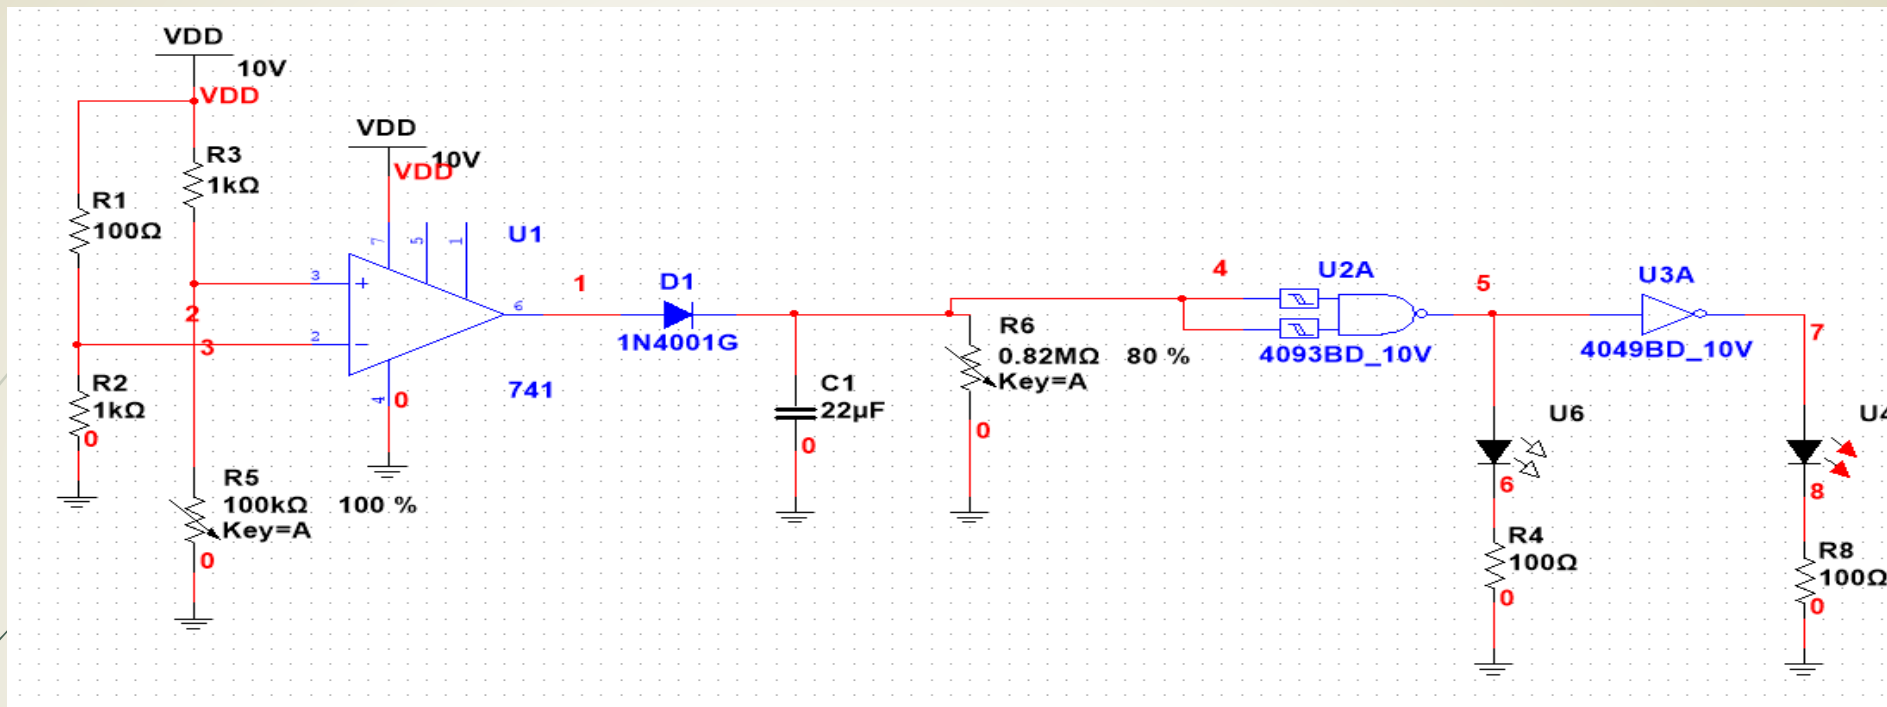 VDD
10V
VDD
R3
1kΩ
R1
100Ω
2
3
R2
1kΩ
0
R5
100kΩ 100 %
Key=A
0
VDD
10V
VDD
7
5
1
U1
3
+
2
−
6
4
0
741
1
D1
1N4001G
C1
22µF
0
R6
0.82MΩ 80 %
Key=A
0
4
U2A
4093BD_10V
5
U3A
4049BD_10V
7
U6
6
R4
100Ω
0
U4
8
R8
100Ω
0